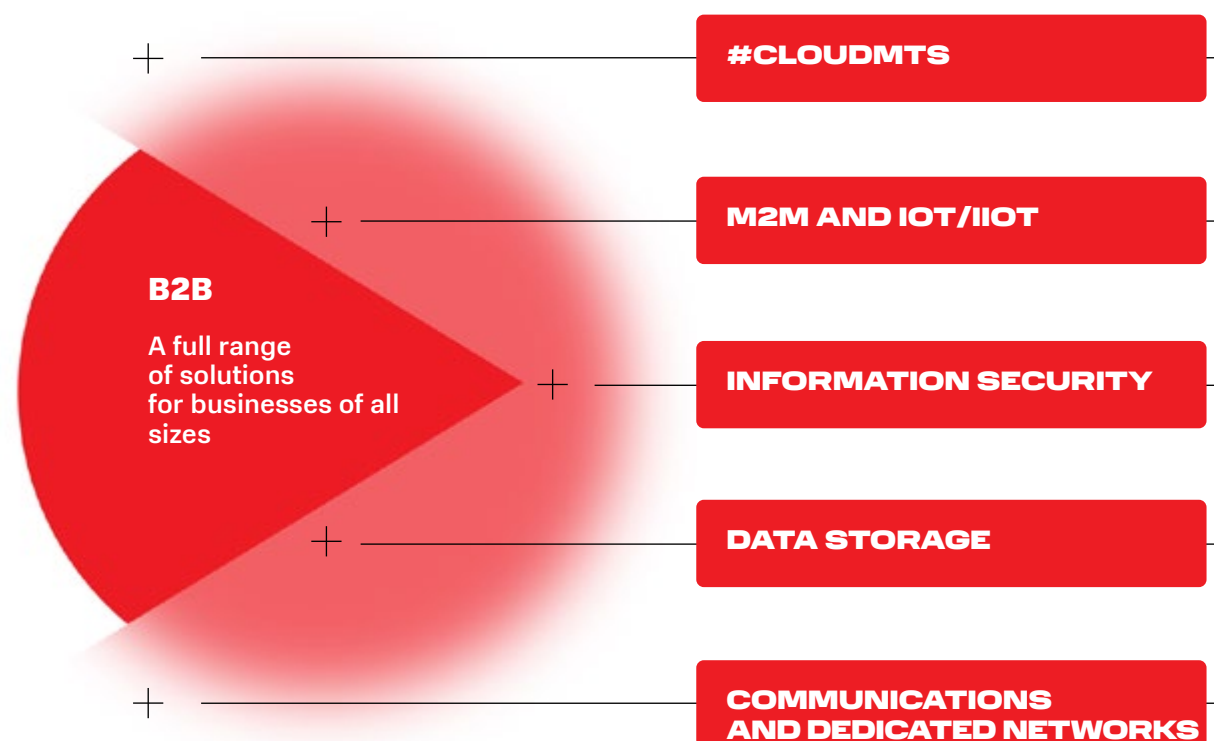 #CLOUDMTS
M2M AND IOT/IIOT
B2B
A full range
of solutions
for businesses of all
sizes
INFORMATION SECURITY
DATA STORAGE
COMMUNICATIONS
AND DEDICATED NETWORKS